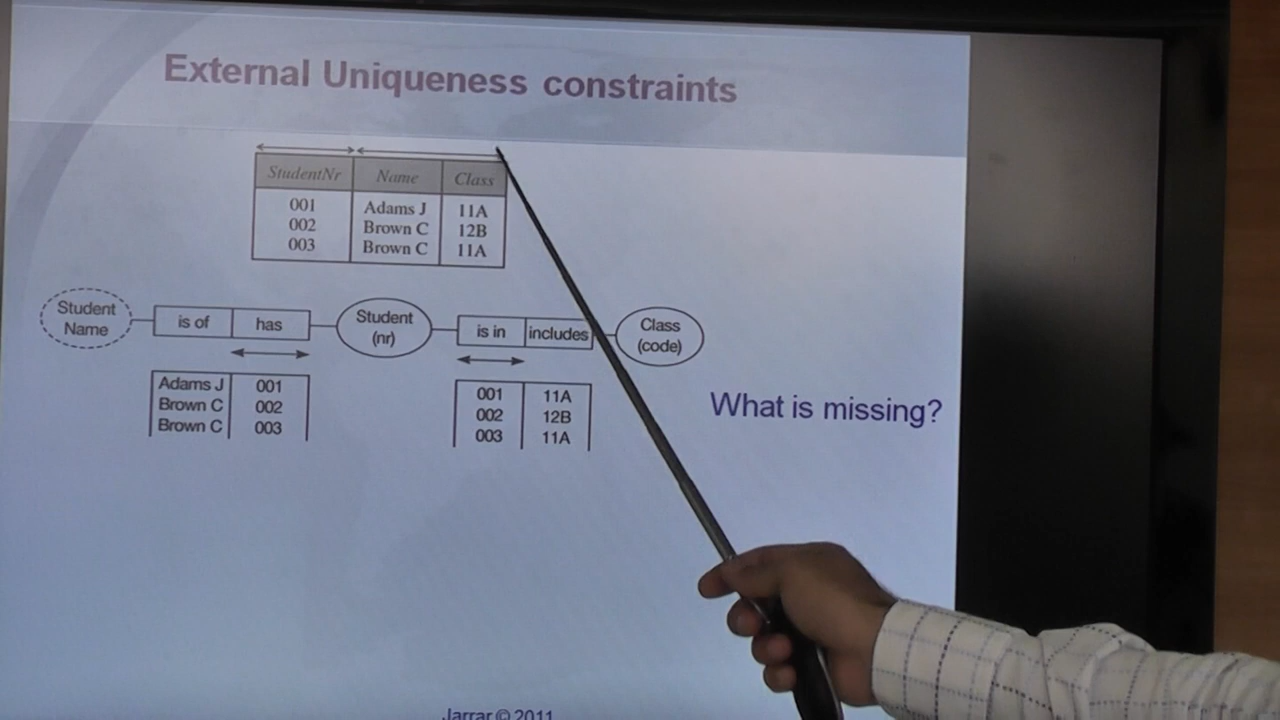 External Uniqueness constraints
StudentNr Name Class
001 Adams J 11A
002 Brown C 12B
003 Brown C 11A
Student
Name
is of has
Student
(nr)
is in includes
Class
(code)
Adams J 001
Brown C 002
Brown C 003
001 11A
002 12B
003 11A
What is missing?
Jarrar © 2011